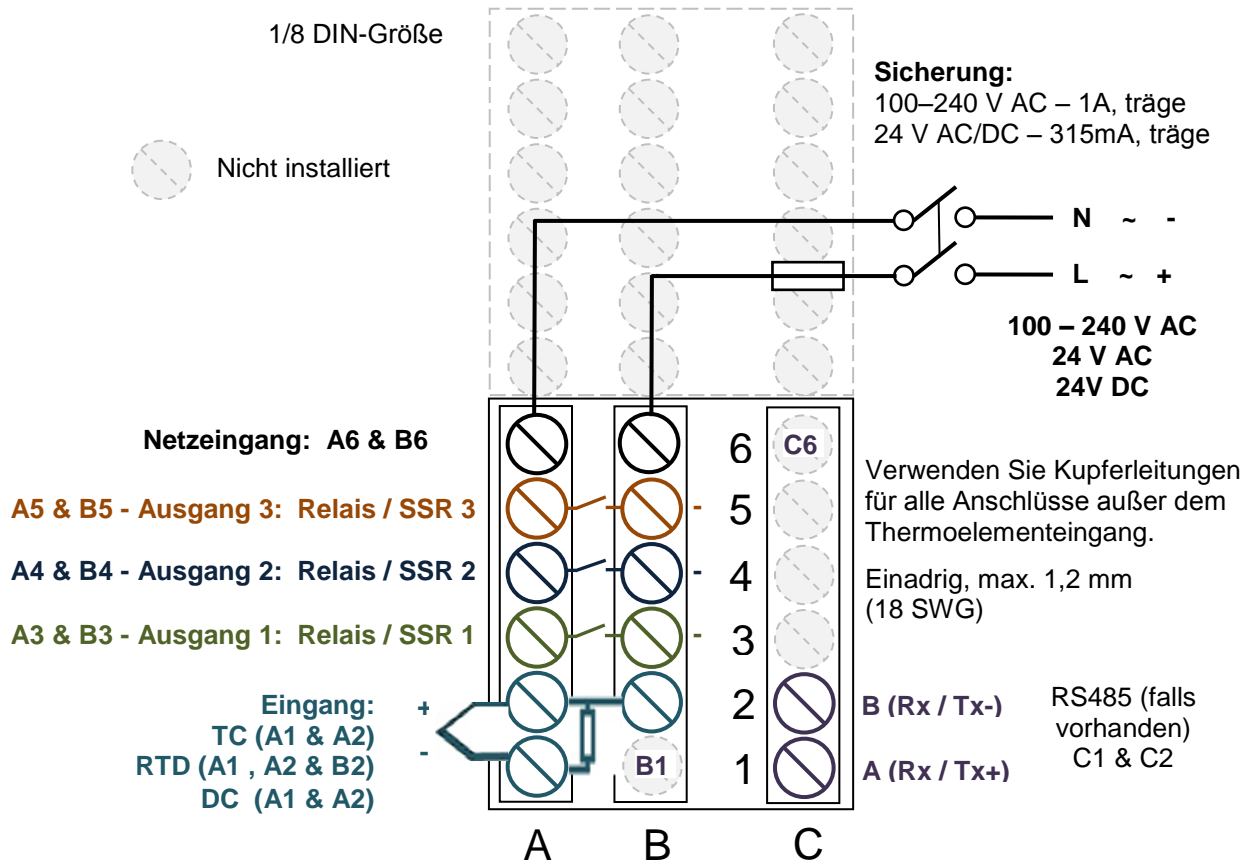 1/8 DIN-Größe
Nicht installiert
Sicherung:
100–240 V AC – 1A, träge
24 V AC/DC – 315mA, träge
N ~ -
L ~ +
100 – 240 V AC
24 V AC
24V DC
Netzeingang: A6 & B6
6
C6
A5 & B5 - Ausgang 3: Relais / SSR 3
- 5
A4 & B4 - Ausgang 2: Relais / SSR 2
- 4
A3 & B3 - Ausgang 1: Relais / SSR 1
- 3
Verwenden Sie Kupferleitungen
für alle Anschlüsse außer dem
Thermoelementeingang.
Einadrig, max. 1,2 mm
(18 SWG)
Eingang:
TC (A1 & A2)
RTD (A1 , A2 & B2)
DC (A1 & A2)
+
-
2
B1
1
B (Rx / Tx-)
A (Rx / Tx+)
RS485 (falls
vorhanden)
C1 & C2
A B C